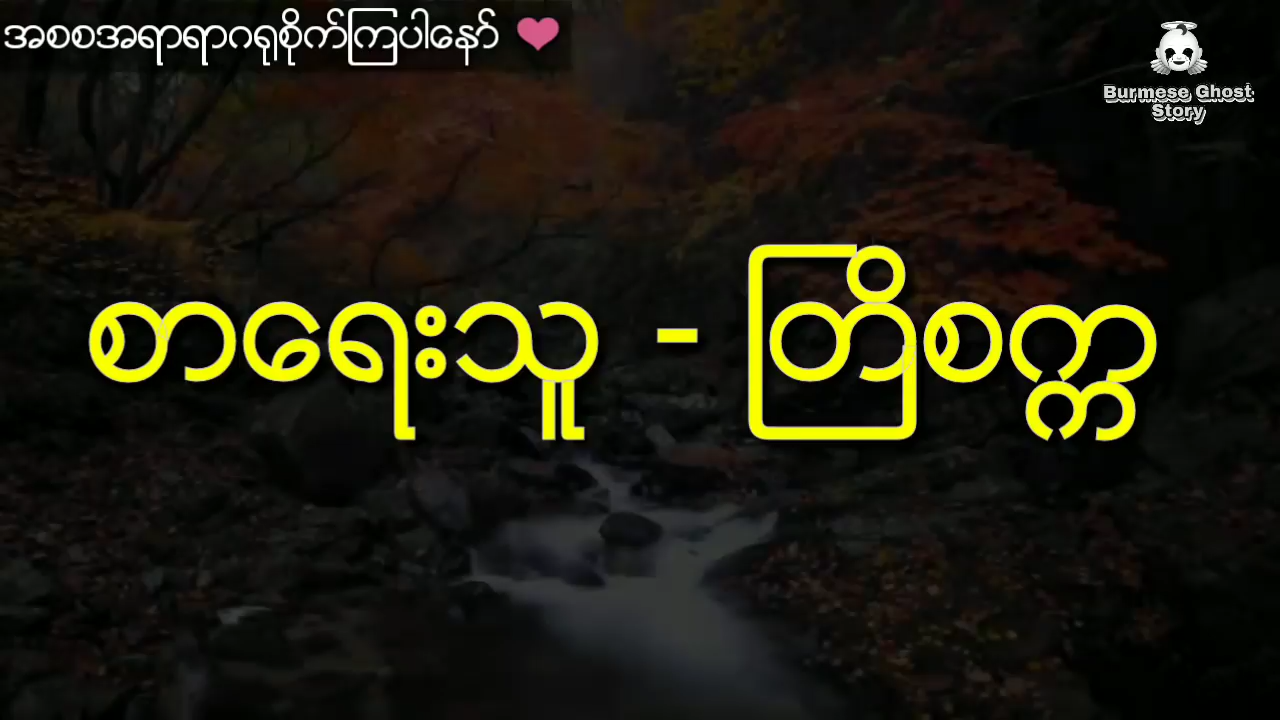 အစစအရာရာဂရုစိုက်ကြပါနော် ❤
Burmese Ghost
Story
စာရေးသူ - တြိစက္က